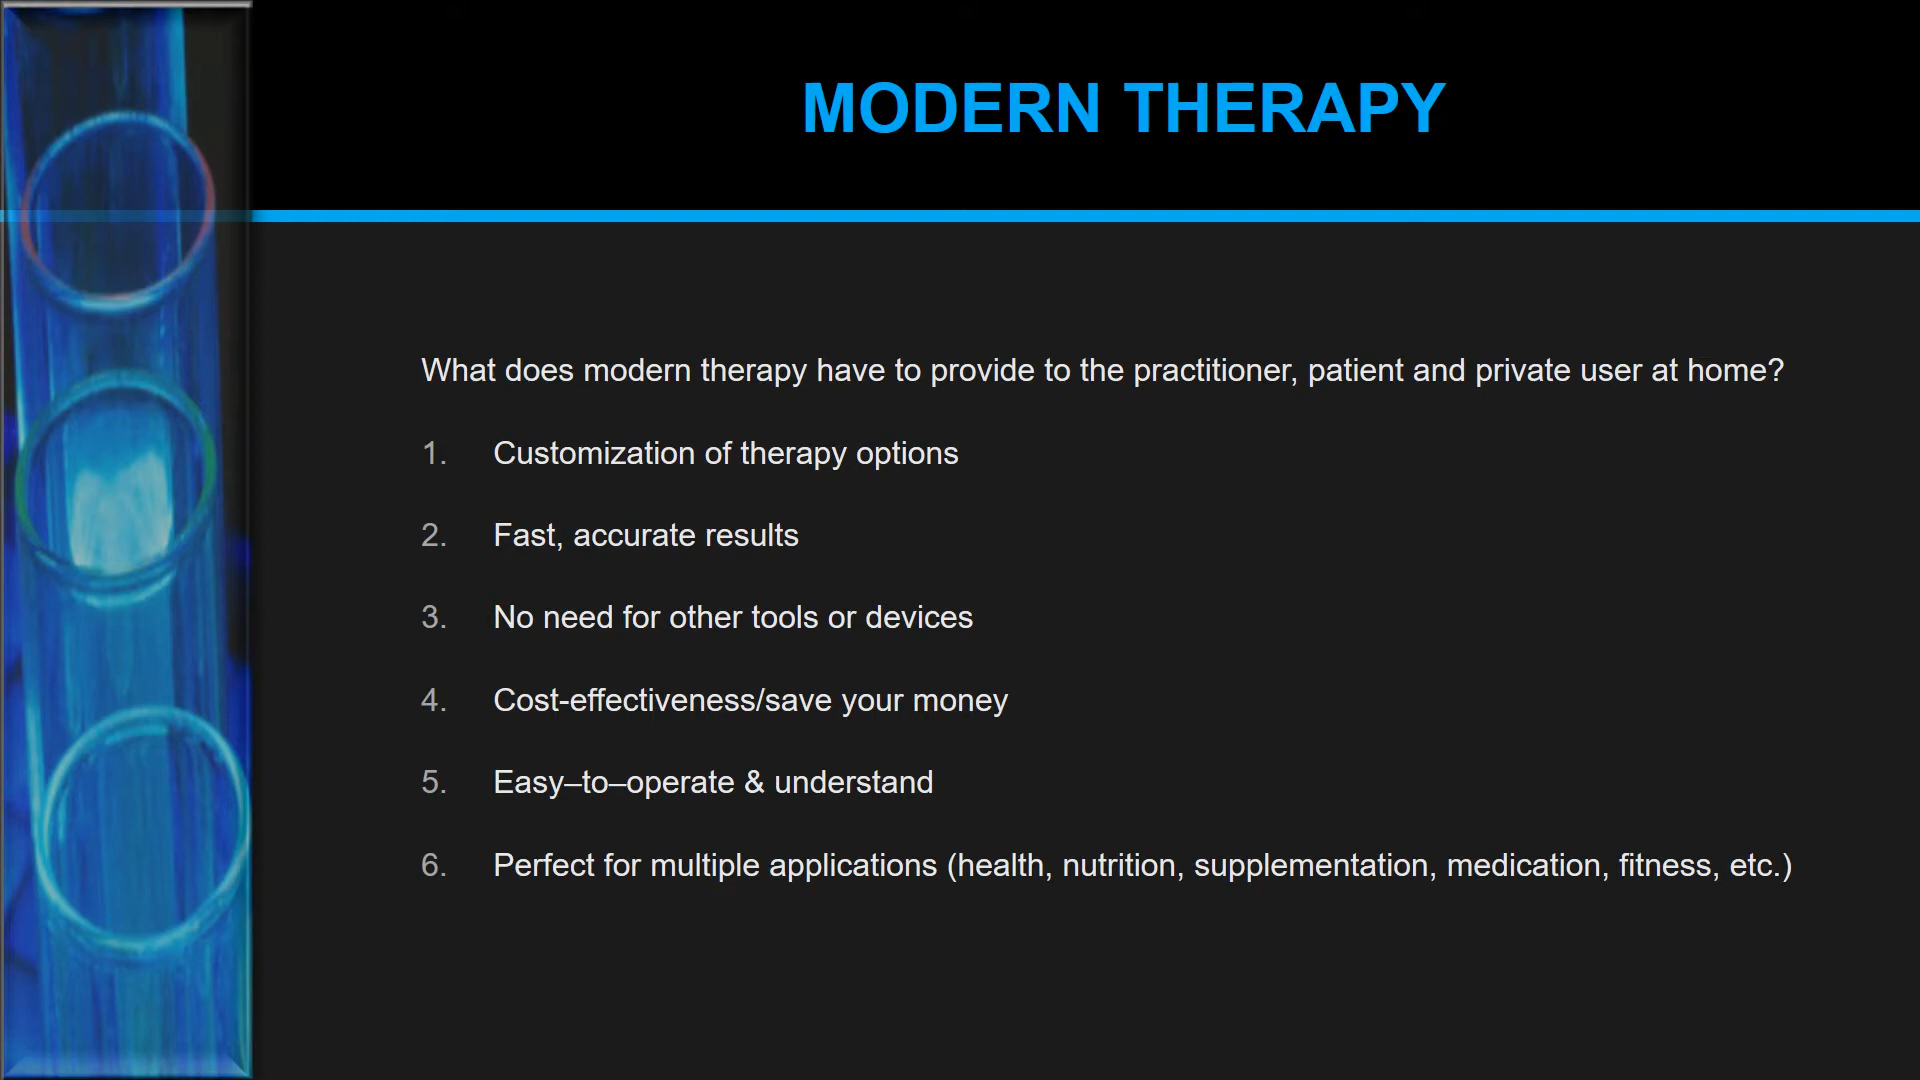 MODERN THERAPY
What does modern therapy have to provide to the practitioner, patient and private user at home?
1. Customization of therapy options
2. Fast, accurate results
3. No need for other tools or devices
4. Cost-effectiveness/save your money
5. Easy–to–operate & understand
6. Perfect for multiple applications (health, nutrition, supplementation, medication, fitness, etc.)